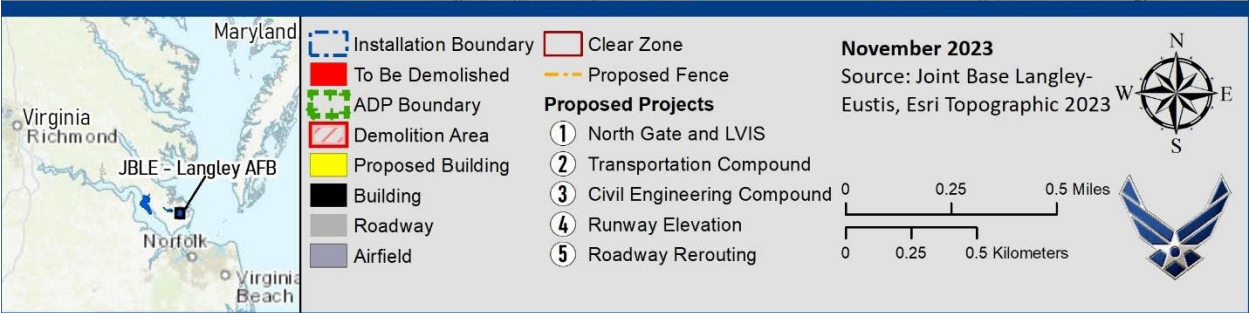 Maryland
Virginia
Richmond
JBLE - Langley AFB
Norfolk
Virginia
Beach
Installation Boundary
To Be Demolished
ADP Boundary
Demolition Area
Proposed Building
Building
Roadway
Airfield
Clear Zone
Proposed Fence
Proposed Projects
1 North Gate and LVIS
2 Transportation Compound
3 Civil Engineering Compound
4 Runway Elevation
5 Roadway Rerouting
November 2023
Source: Joint Base Langley-
Eustis, Esri Topographic 2023
0 0.25 0.5 Miles
0 0.25 0.5 Kilometers
N
W E
S